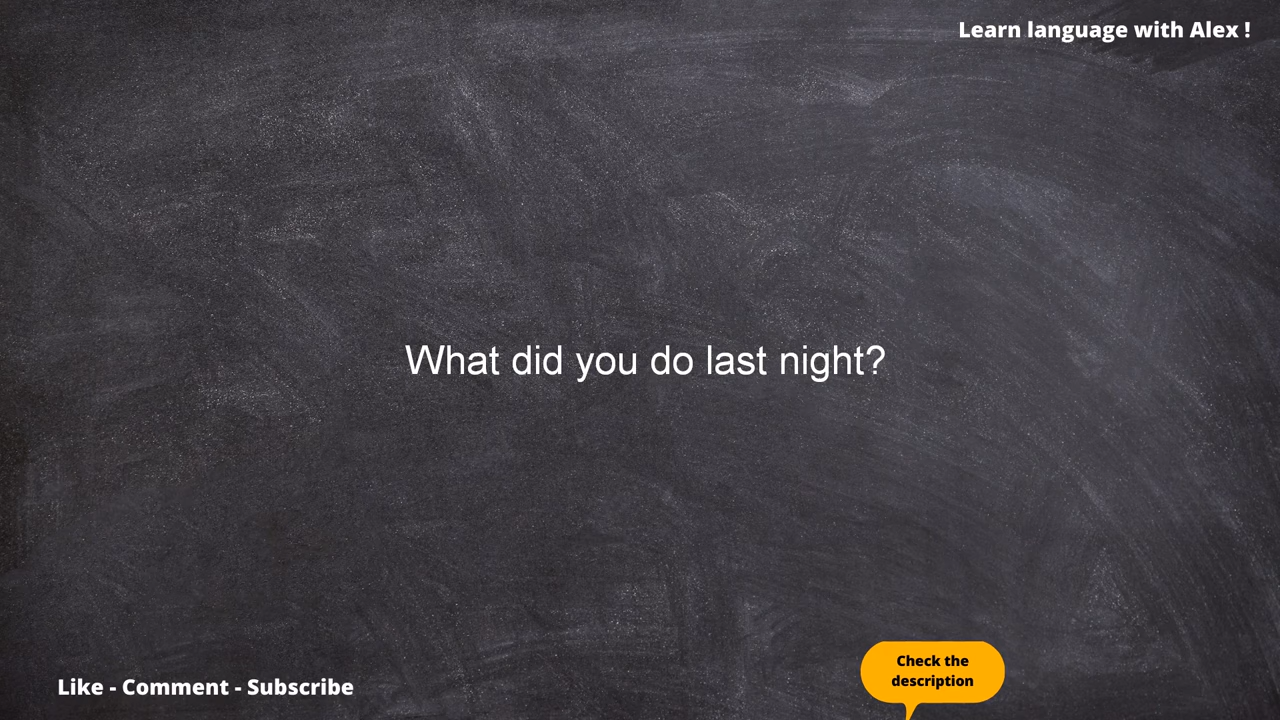 Learn language with Alex !
What did you do last night?
Like - Comment - Subscribe
Check the
description